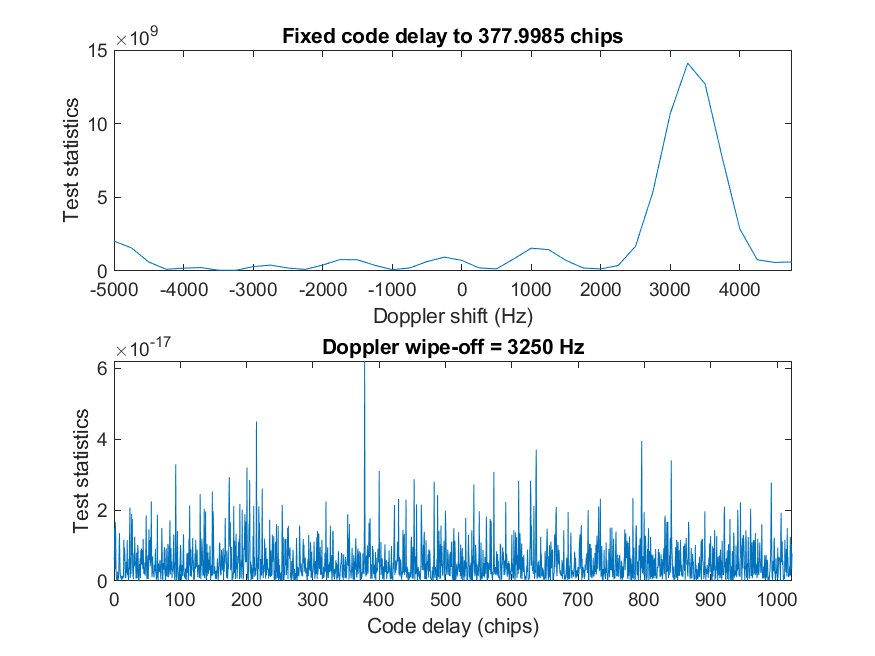 ×10^9
Fixed code delay to 377.9985 chips
15
10
5
0
Test statistics
-5000 -4000 -3000 -2000 -1000 0 1000 2000 3000 4000
Doppler shift (Hz)
×10^-17
Doppler wipe-off = 3250 Hz
6
4
2
0
Test statistics
0 100 200 300 400 500 600 700 800 900 1000
Code delay (chips)